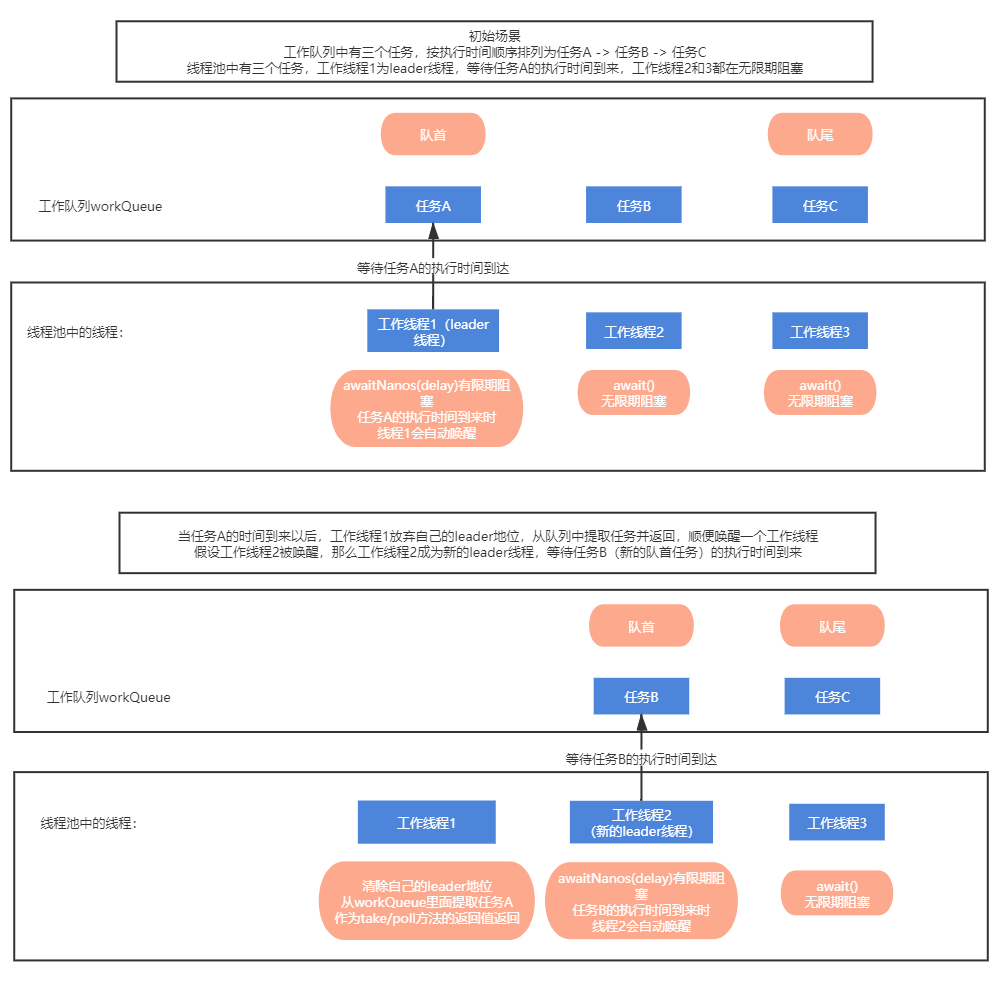 初始场景
工作队列中有三个任务，按执行时间顺序排列为任务A -> 任务B -> 任务C
线程池中有三个任务，工作线程1为leader线程，等待任务A的执行时间到来，工作线程2和3都在无限期阻塞
队首
队尾
工作队列workQueue
任务A
任务B
任务C
等待任务A的执行时间到达
线程池中的线程：
工作线程1（leader
线程）
工作线程2
工作线程3
awaitNanos(delay)有限期阻
塞
任务A的执行时间到来时
线程1会自动唤醒
await()
无限期阻塞
await()
无限期阻塞
当任务A的时间到来以后，工作线程1放弃自己的leader地位，从队列中提取任务并返回，顺便唤醒一个工作线程
假设工作线程2被唤醒，那么工作线程2成为新的leader线程，等待任务B（新的队首任务）的执行时间到来
队首
队尾
工作队列workQueue
任务B
任务C
等待任务B的执行时间到达
线程池中的线程：
工作线程1
工作线程2
（新的leader线程）
工作线程3
清除自己的leader地位
从workQueue里面提取任务A
作为take/poll方法的返回值返回
awaitNanos(delay)有限期阻
塞
任务B的执行时间到来时
线程2会自动唤醒
await()
无限期阻塞